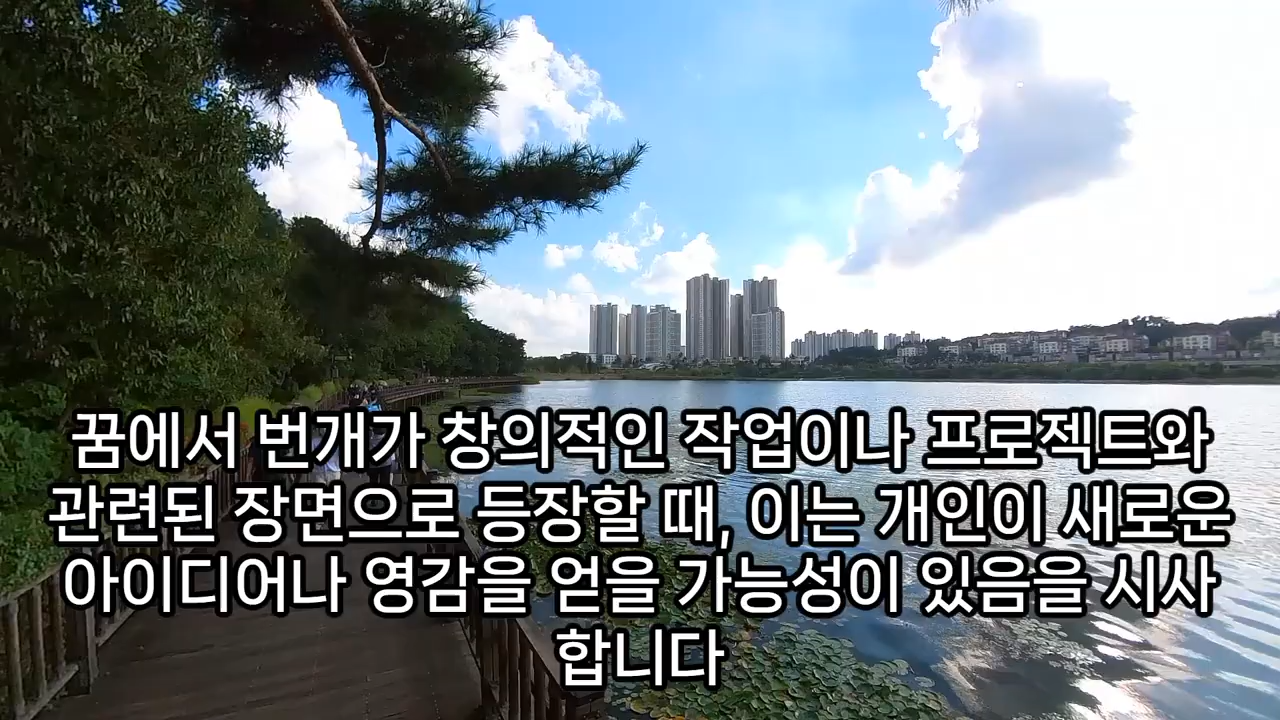 꿈에서 번개가 창의적인 작업이나 프로젝트와
관련된 장면으로 등장할 때, 이는 개인이 새로운
아이디어나 영감을 얻을 가능성이 있음을 시사
합니다